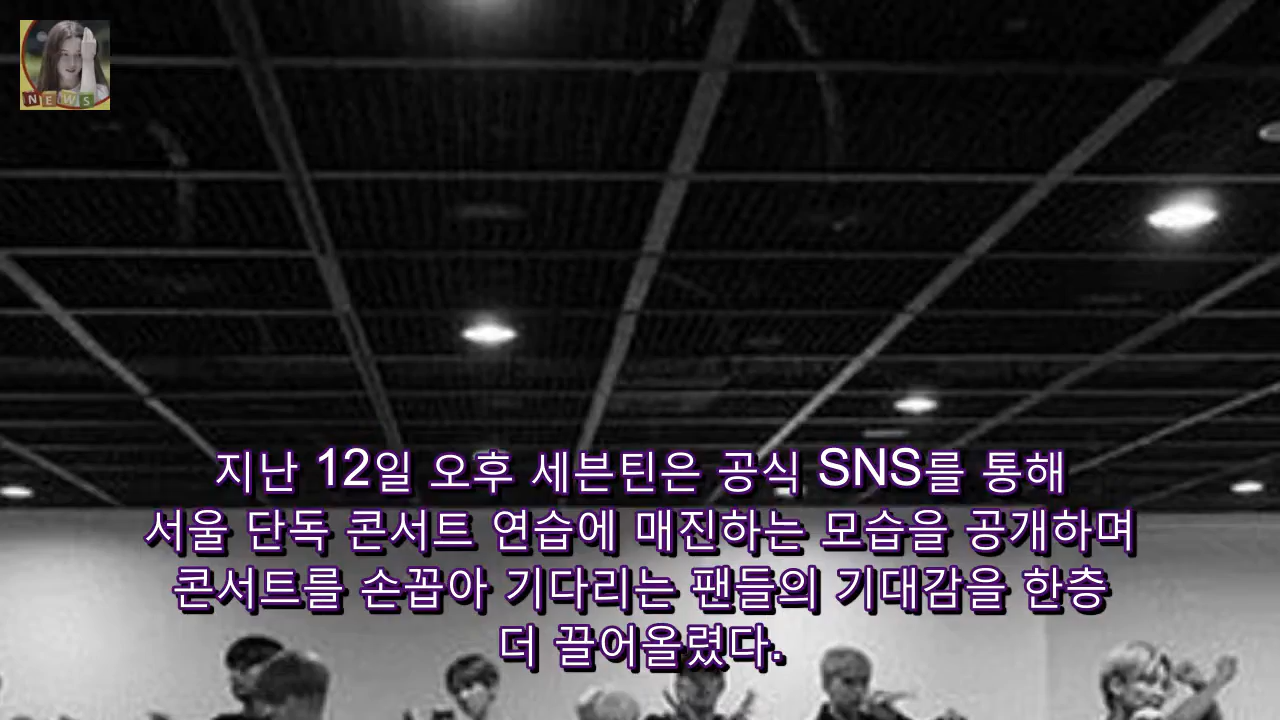 NEWS
지난 12일 오후 세븐틴은 공식 SNS를 통해
서울 단독 콘서트 연습에 매진하는 모습을 공개하며
콘서트를 손꼽아 기다리는 팬들의 기대감을 한층
더 끌어올렸다.